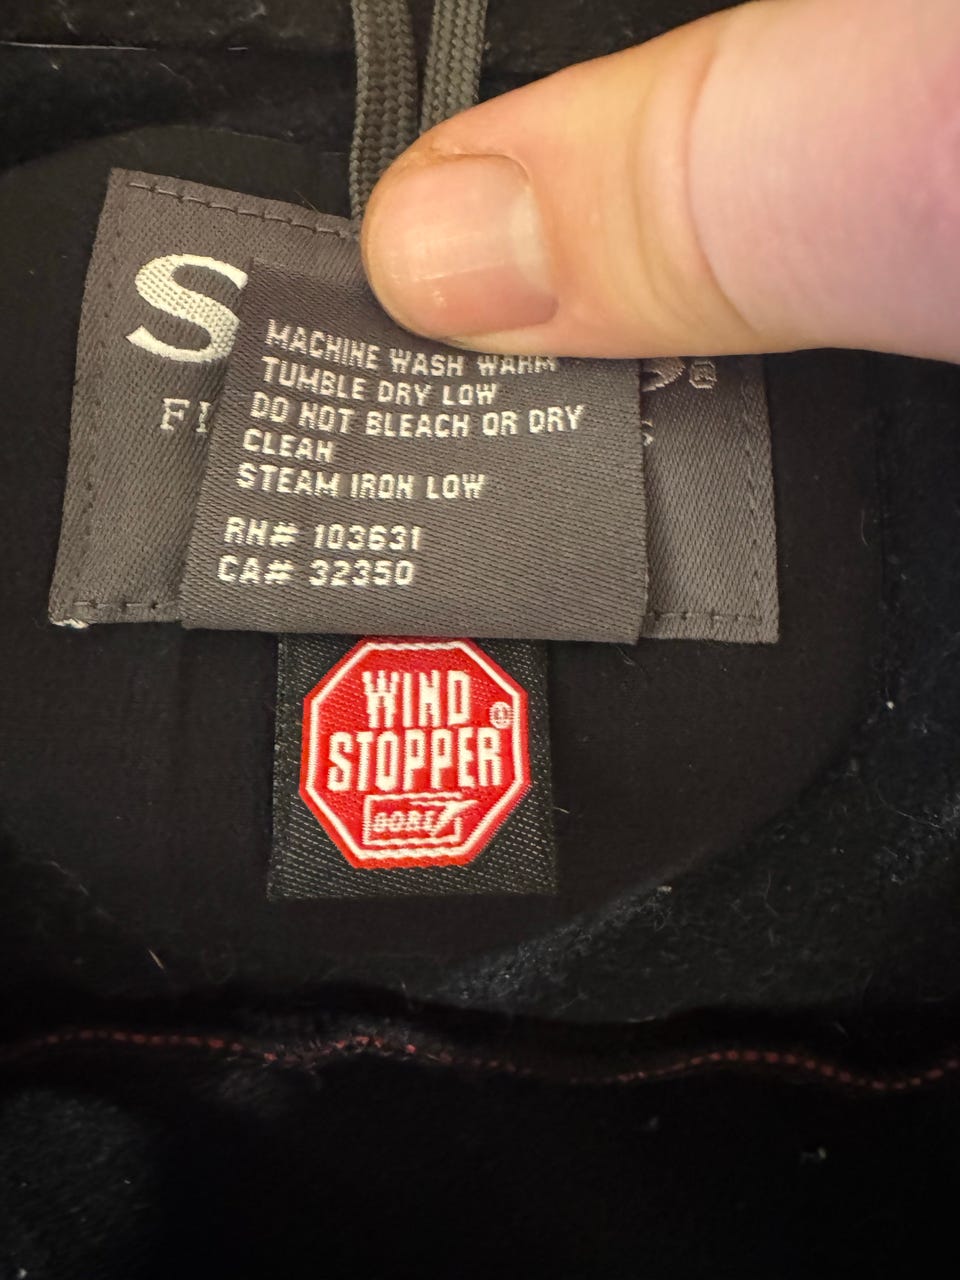 S
FI
MACHINE WASH WARM
TUMBLE DRY LOW
DO NOT BLEACH OR DRY
CLEAN
STEAM IRON LOW
RN# 103631
CA# 32350
WIND
STOPPER®
GORE